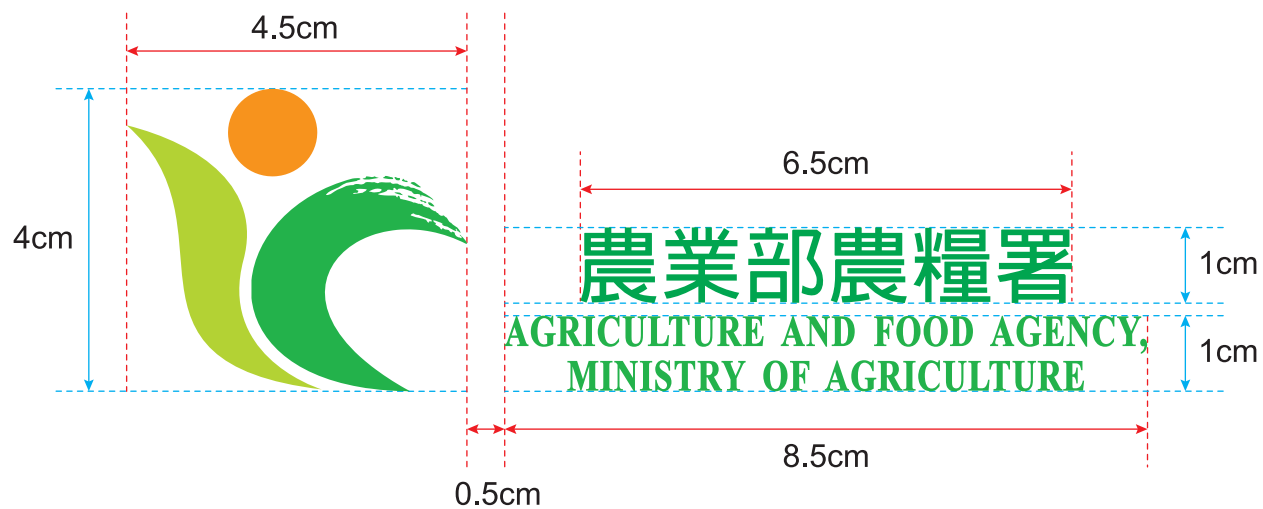 4.5cm
6.5cm
4cm
農業部農糧署
1cm
AGRICULTURE AND FOOD AGENCY,
MINISTRY OF AGRICULTURE
1cm
8.5cm
0.5cm